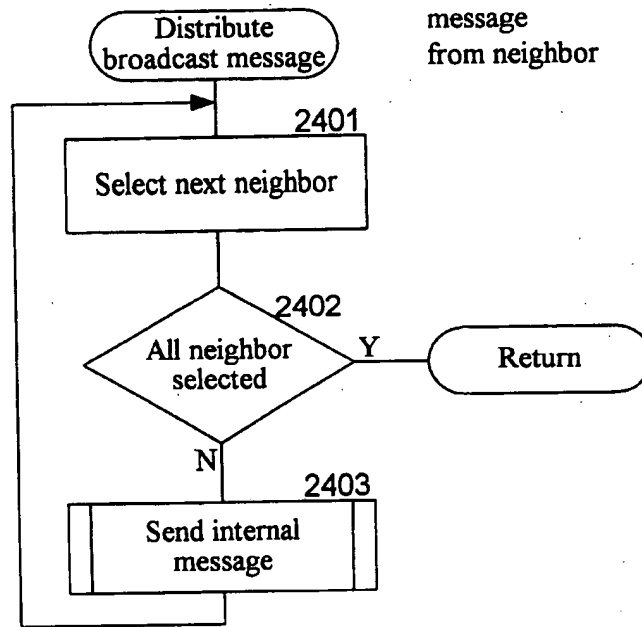 Distribute
broadcast message
message
from neighbor
2401
Select next neighbor
2402
All neighbor
selected
Y
Return
N
2403
Send internal
message